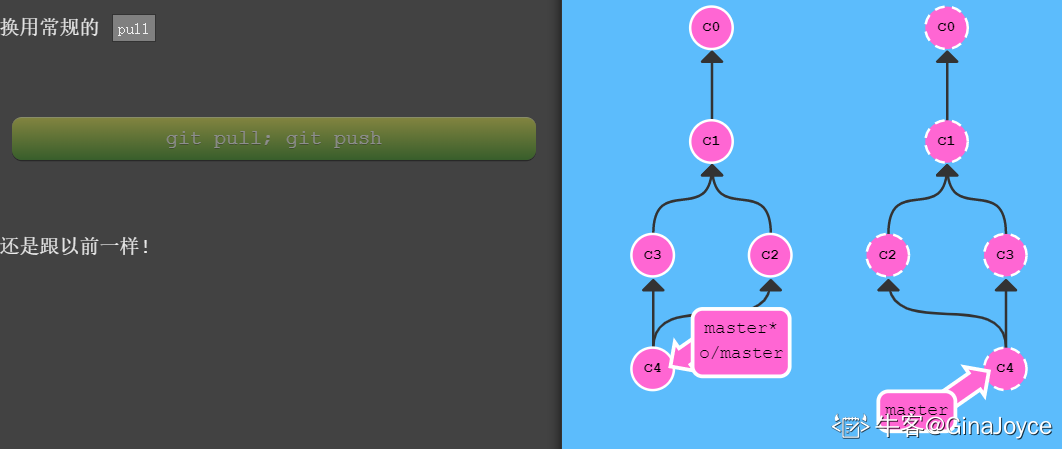 换用常规的 pull
git pull; git push
还是跟以前一样!
c0
c1
c3
c2
master*
o/master
c4
c0
c1
c2
c3
c4
master
牛客@GinaJoyce